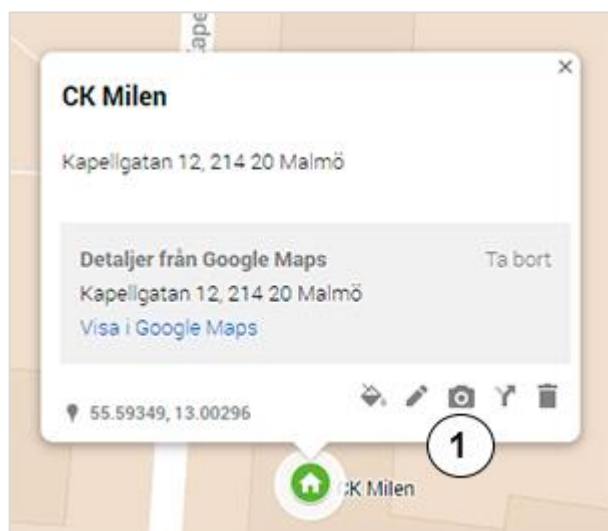 Kape
×
CK Milen
Kapellgatan 12, 214 20 Malmö
Detaljer från Google Maps
Ta bort
Kapellgatan 12, 214 20 Malmö
Visa i Google Maps
55.59349, 13.00296
1
CK Milen